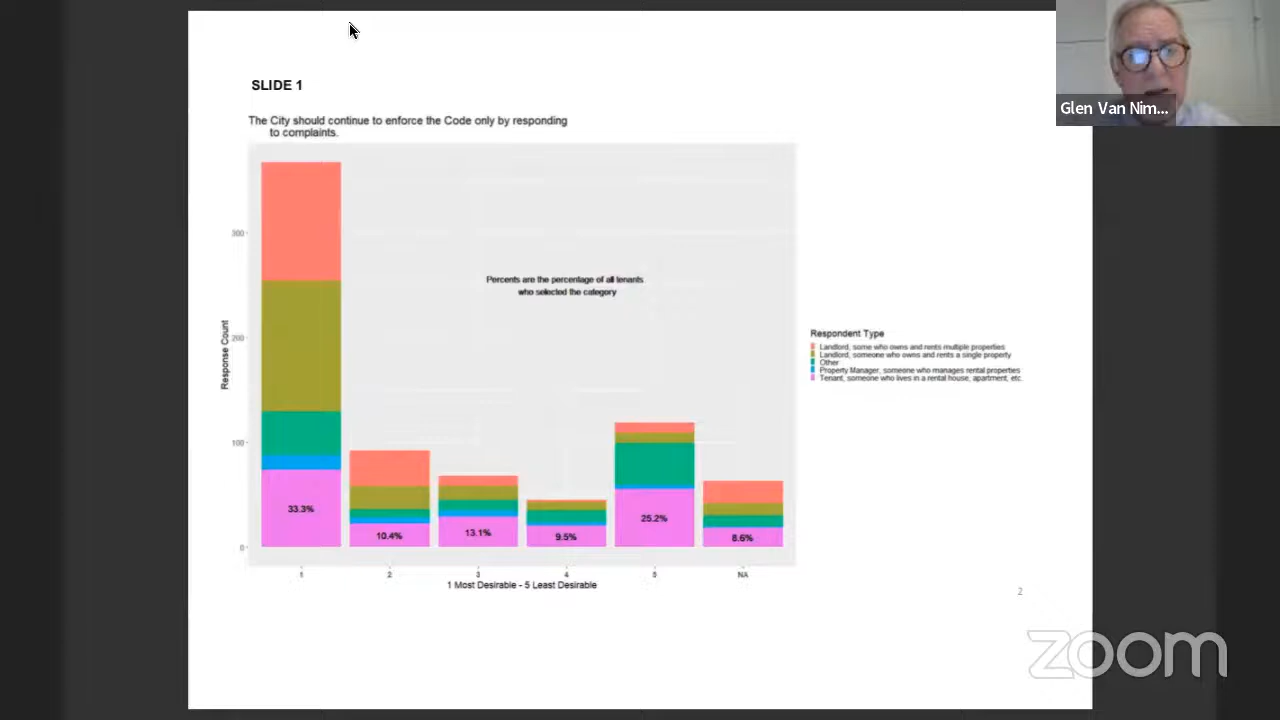 Glen Van Nim...
SLIDE 1
The City should continue to enforce the Code only by responding
to complaints.
Percents are the percentage of all tenants
who selected the category
Response Count
300
200
100
0
33.3%
10.4%
13.1%
9.5%
25.2%
8.6%
1
2
3
4
5
NA
1 Most Desirable - 5 Least Desirable
Respondent Type
Landlord, some who owns and rents multiple properties
Landlord, someone who owns and rents a single property
Other
Property Manager, someone who manages rental properties
Tenant, someone who lives in a rental house, apartment, etc.
2
zoom